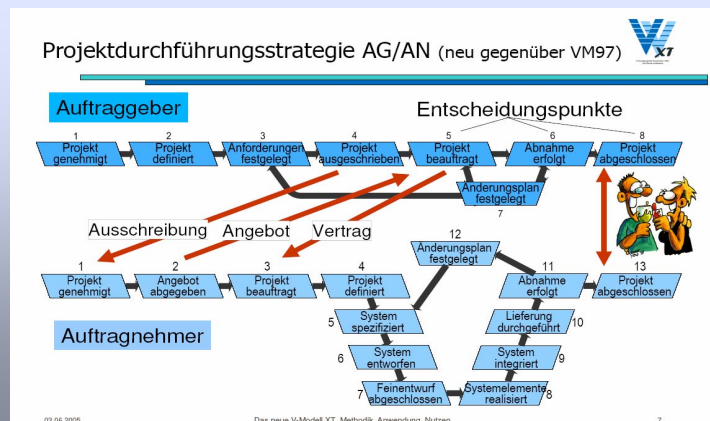 Projektdurchführungsstrategie AG/AN (neu gegenüber VM97)
XT
Auftraggeber
Entscheidungspunkte
1
Projekt
genehmigt
2
Projekt
definiert
3
Anforderungen
festgelegt
4
Projekt
ausgeschrieben
5
Projekt
beauftragt
6
Abnahme
erfolgt
8
Projekt
abgeschlossen
Änderungsplan
festgelegt
7
Ausschreibung
Angebot
Vertrag
12
Änderungsplan
festgelegt
1
Projekt
genehmigt
2
Angebot
abgegeben
3
Projekt
beauftragt
4
Projekt
definiert
11
Abnahme
erfolgt
13
Projekt
abgeschlossen
Auftragnehmer
5
System
spezifiziert
Lieferung
durchgeführt
10
6
System
entworfen
System
integriert
9
7
Feinentwurf
abgeschlossen
Systemelemente
realisiert
8
Das neue V-Modell XT, Methodik, Anwendung, Nutzen
7